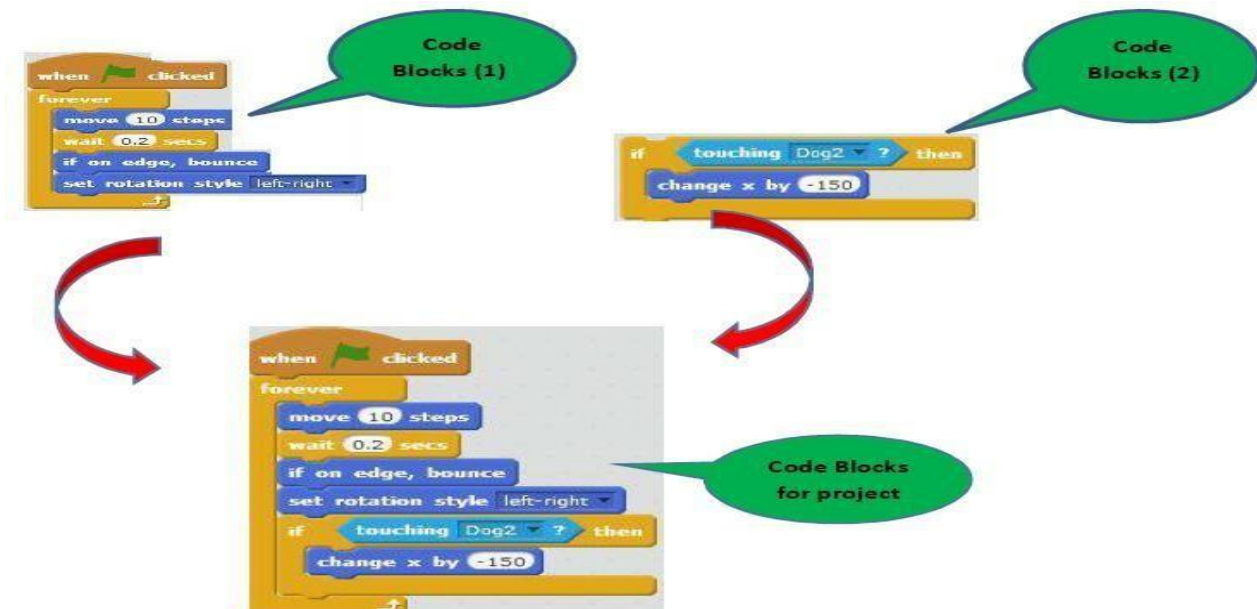 Code
Blocks (1)
when clicked
forever
move 10 steps
wait 0.2 secs
if on edge, bounce
set rotation style left-right
Code
Blocks (2)
if touching Dog2 ? then
change x by -150
when clicked
forever
move 10 steps
wait 0.2 secs
if on edge, bounce
set rotation style left-right
if touching Dog2 ? then
change x by -150
Code Blocks
for project